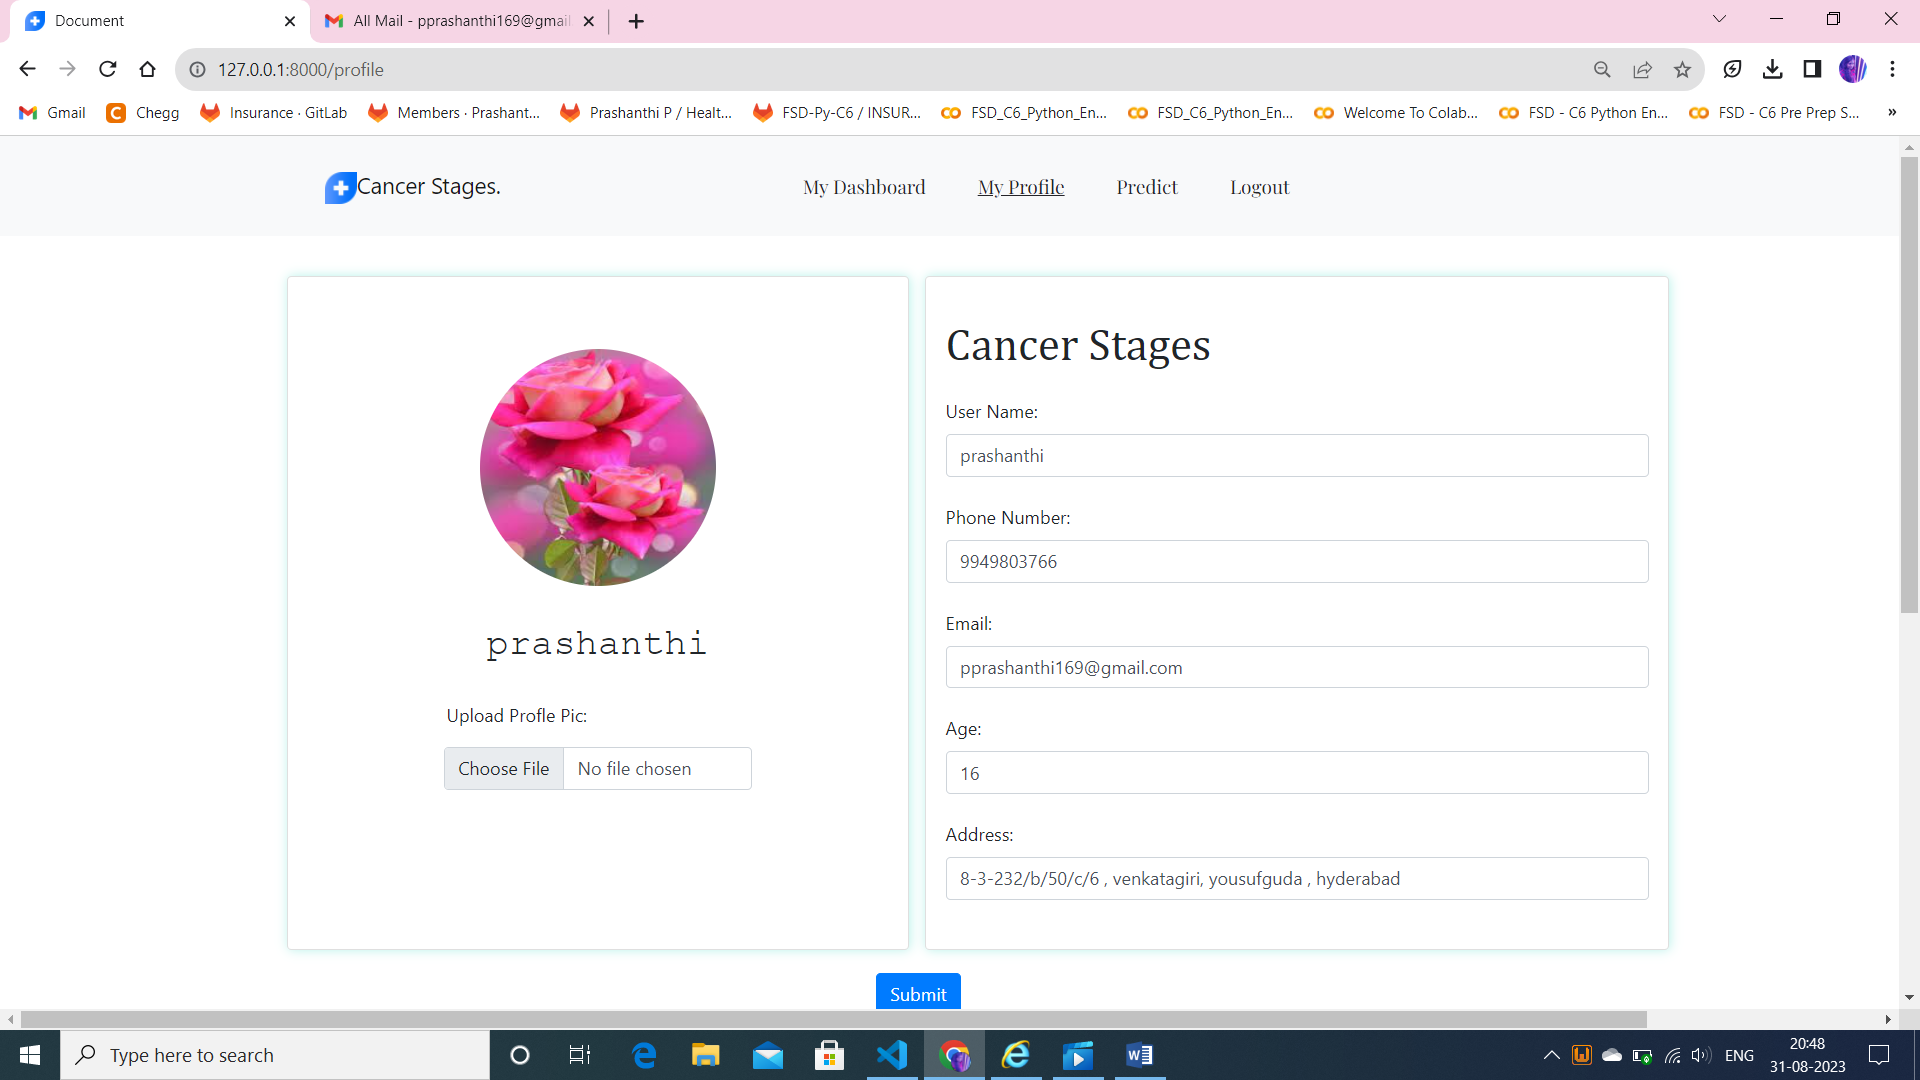 Document
All Mail - pprashanthi169@gmail.
127.0.0.1:8000/profile
Gmail
Chegg
Insurance · GitLab
Members · Prashant...
Prashanthi P / Healt...
FSD-Py-C6 / INSUR...
FSD_C6_Python_En...
FSD_C6_Python_En...
Welcome To Colab...
FSD - C6 Python En...
FSD - C6 Pre Prep S...
»
Cancer Stages.
My Dashboard
My Profile
Predict
Logout
prashanthi
Upload Profle Pic:
Choose File No file chosen
Cancer Stages
User Name:
prashanthi
Phone Number:
9949803766
Email:
pprashanthi169@gmail.com
Age:
16
Address:
8-3-232/b/50/c/6 , venkatagiri, yousufguda , hyderabad
Submit
Type here to search
ENG
20:48
31-08-2023